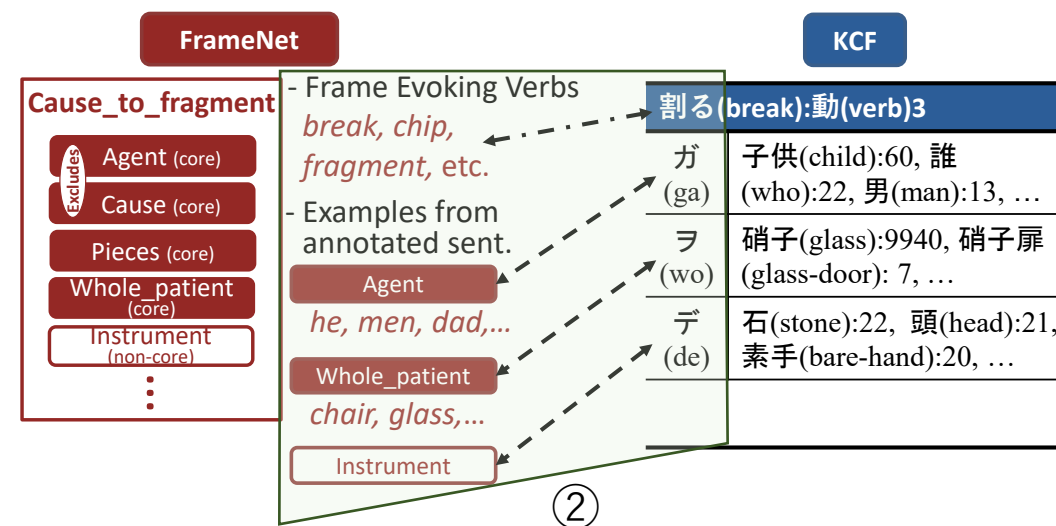 FrameNet
KCF
Cause_to_fragment
Excludes
Agent (core)
Cause (core)
Pieces (core)
Whole_patient
(core)
Instrument
(non-core)
- Frame Evoking Verbs
break, chip,
fragment, etc.
- Examples from
annotated sent.
Agent
he, men, dad,...
Whole_patient
chair, glass,...
Instrument
割る(break):動(verb)3
ガ
(ga)
子供(child):60, 誰
(who):22, 男(man):13, …
ヲ
(wo)
硝子(glass):9940, 硝子扉
(glass-door): 7, …
デ
(de)
石(stone):22, 頭(head):21,
素手(bare-hand):20, …
②